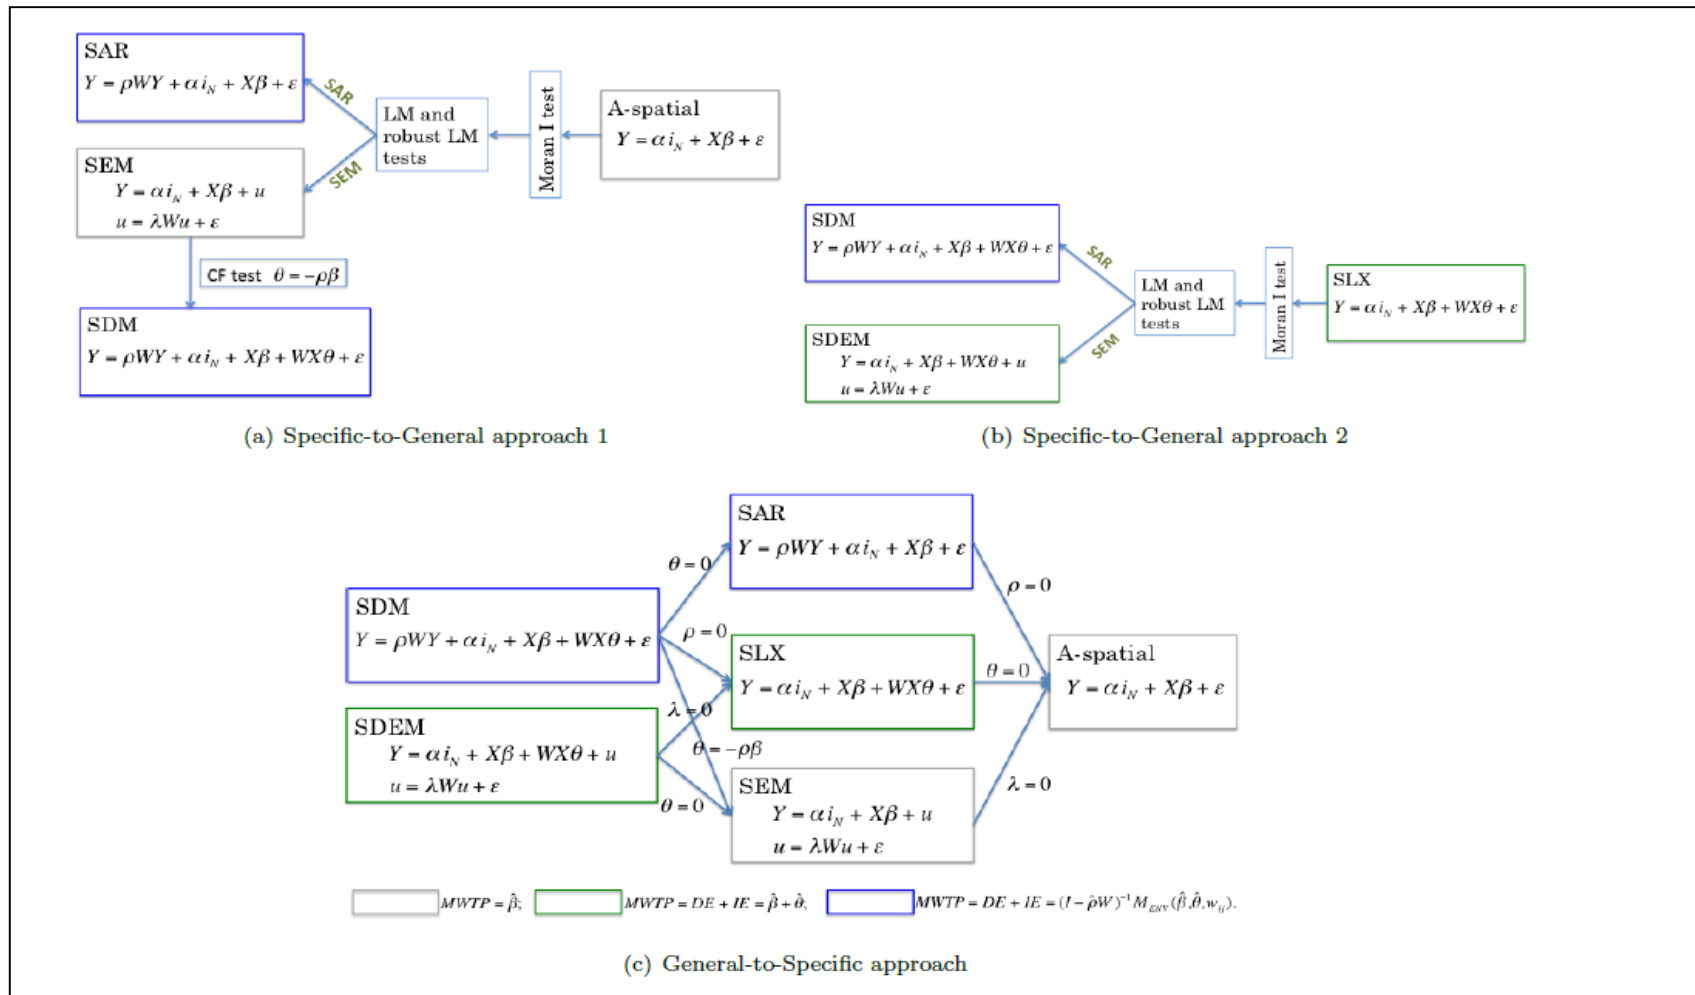 SAR
Y = ρWY + αi_N + Xβ + ε
SAR
SEM
LM and
robust LM
tests
Moran I test
A-spatial
Y = αi_N + Xβ + ε
SEM
Y = αi_N + Xβ + u
u = λWu + ε
CF test θ = −ρβ
SDM
Y = ρWY + αi_N + Xβ + WXθ + ε
(a) Specific-to-General approach 1
SDM
Y = ρWY + αi_N + Xβ + WXθ + ε
SAR
SEM
LM and
robust LM
tests
Moran I test
SLX
Y = αi_N + Xβ + WXθ + ε
SDEM
Y = αi_N + Xβ + WXθ + u
u = λWu + ε
(b) Specific-to-General approach 2
SDM
Y = ρWY + αi_N + Xβ + WXθ + ε
SDEM
Y = αi_N + Xβ + WXθ + u
u = λWu + ε
θ = 0
ρ = 0
λ = 0
θ = −ρβ
θ = 0
SAR
Y = ρWY + αi_N + Xβ + ε
SLX
Y = αi_N + Xβ + WXθ + ε
SEM
Y = αi_N + Xβ + u
u = λWu + ε
ρ = 0
θ = 0
λ = 0
A-spatial
Y = αi_N + Xβ + ε
MWTP = β̂; MWTP = DE + IE = β̂ + θ̂; MWTP = DE + IE = (I − ρ̂W)⁻¹ M_ENV(β̂,θ̂,w_ij).
(c) General-to-Specific approach